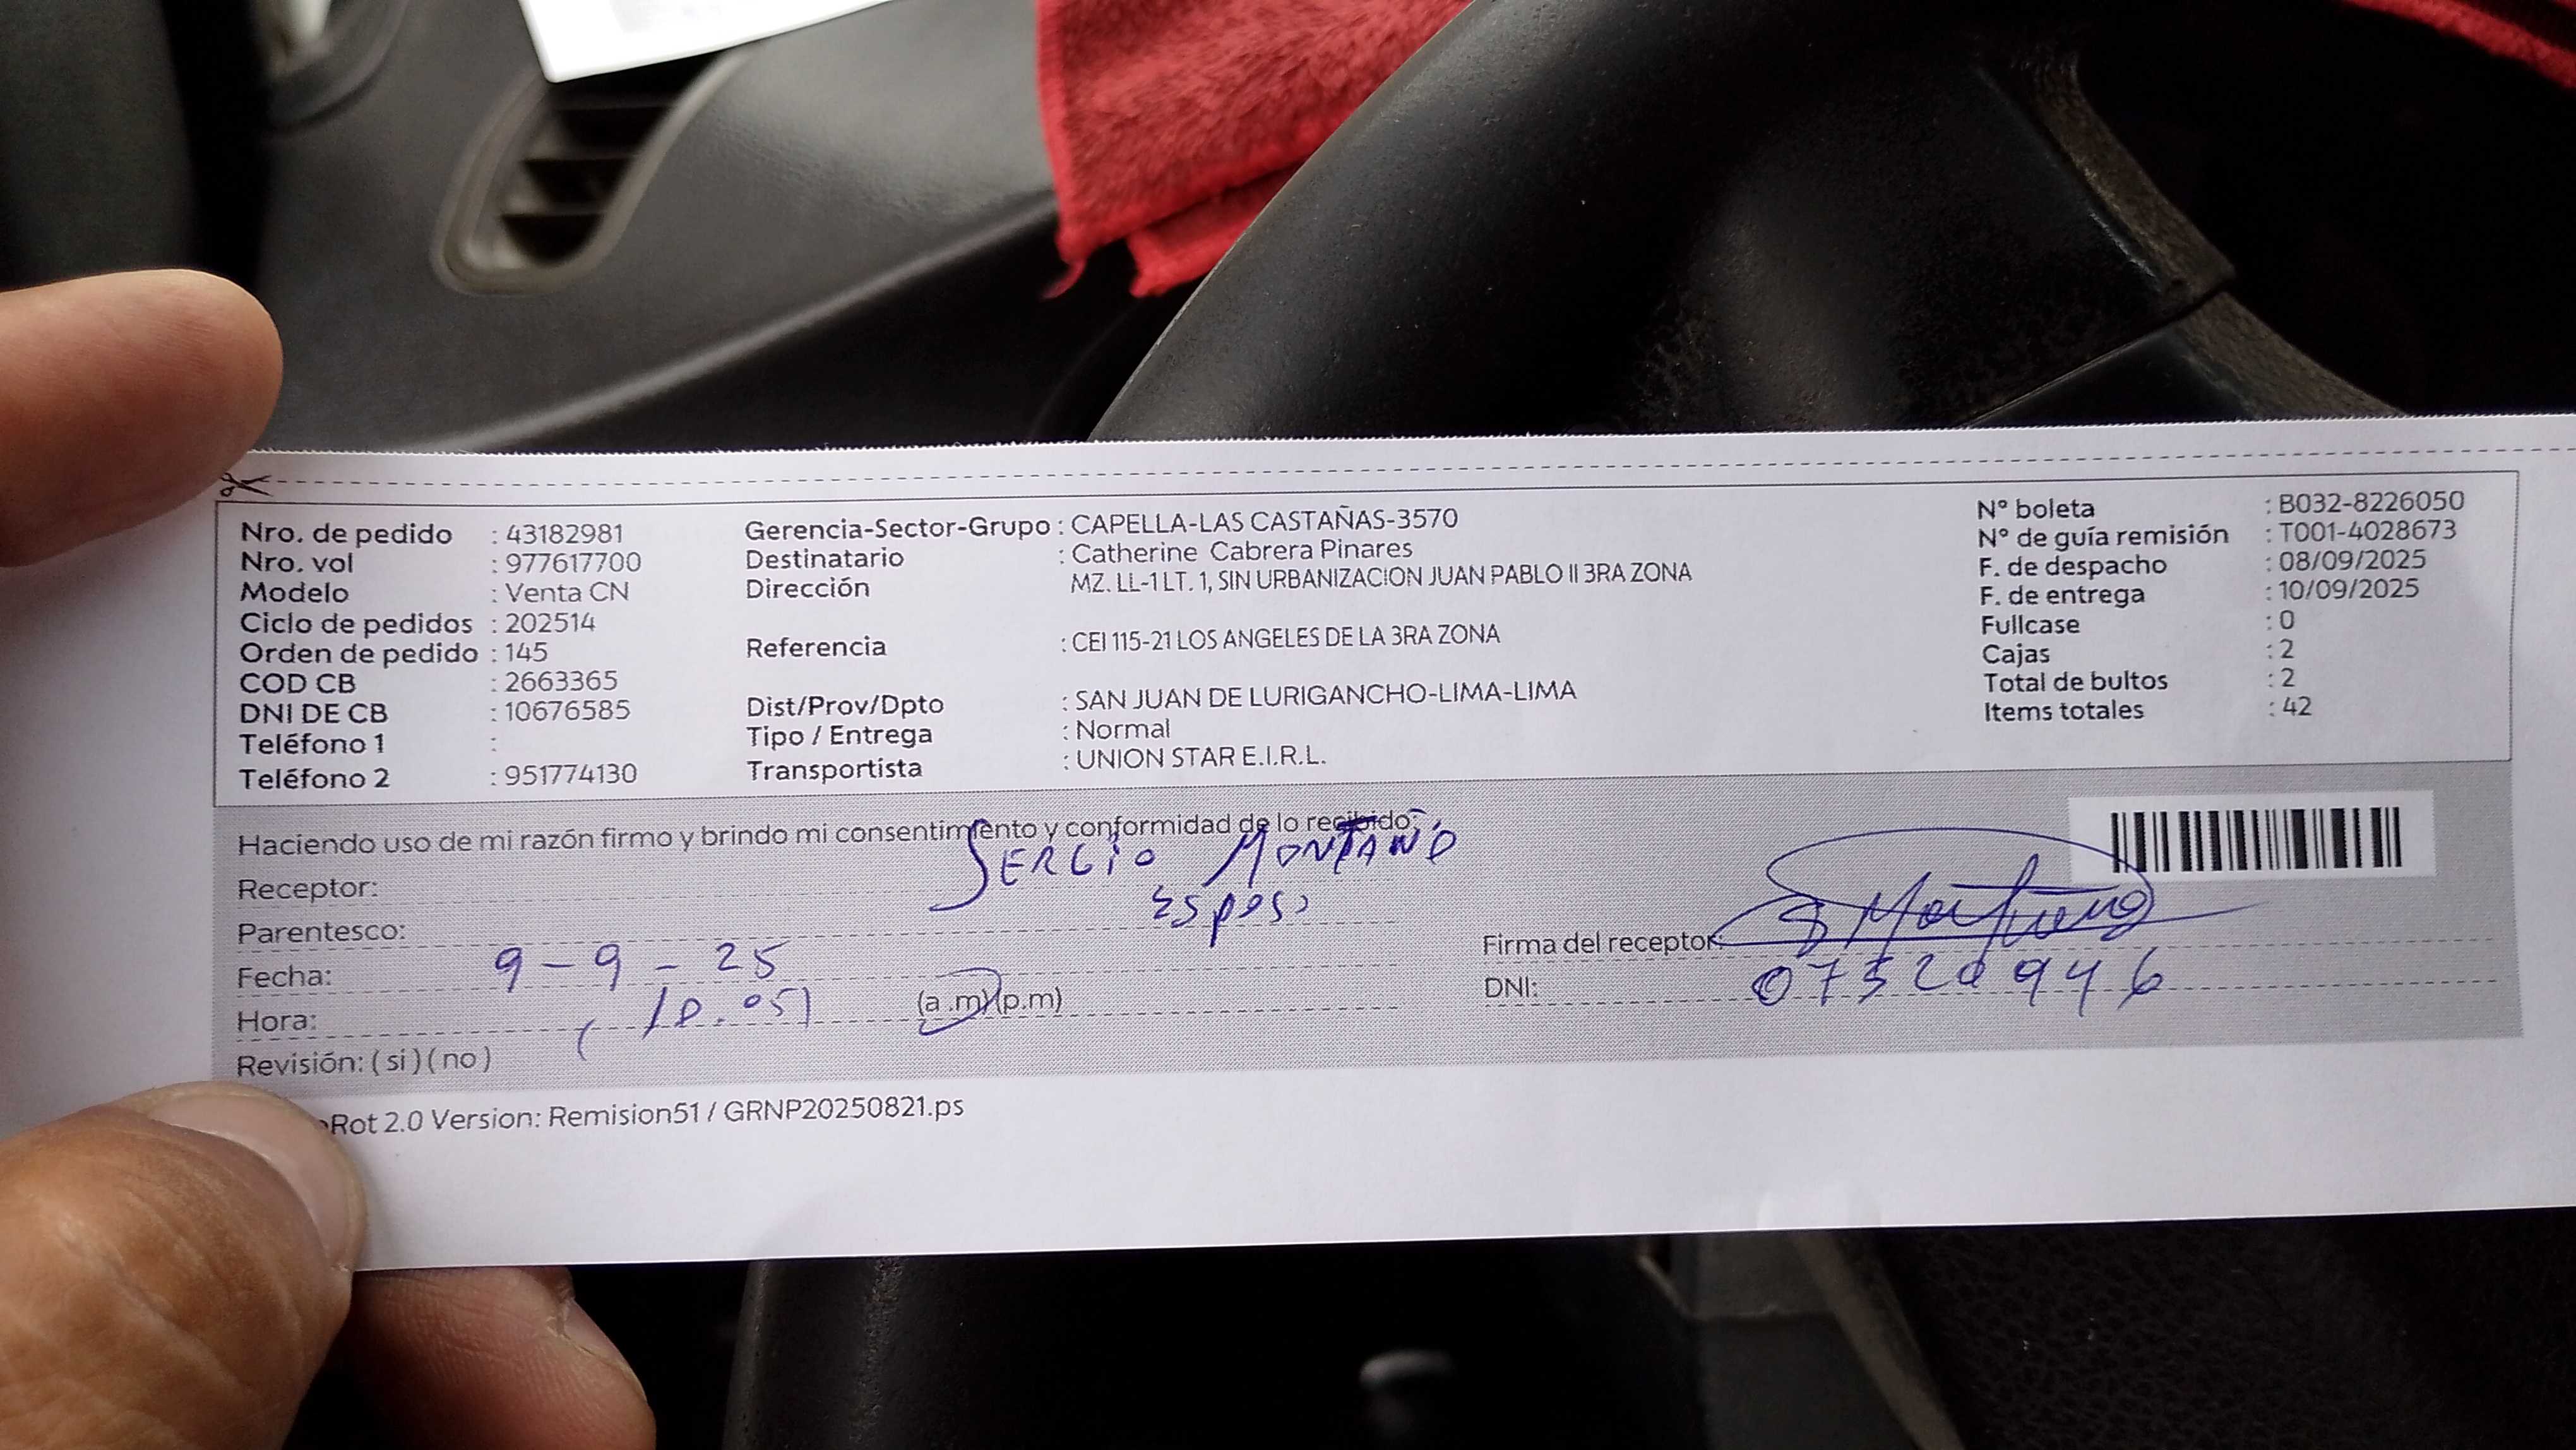 Nro. de pedido : 43182981
Nro. vol : 977617700
Modelo : Venta CN
Ciclo de pedidos : 202514
Orden de pedido : 145
COD CB : 2663365
DNI DE CB : 10676585
Teléfono 1 :
Teléfono 2 : 951774130
Gerencia-Sector-Grupo : CAPELLA-LAS CASTAÑAS-3570
Destinatario : Catherine Cabrera Pinares
Dirección MZ. LL-1 LT. 1, SIN URBANIZACION JUAN PABLO II 3RA ZONA
Referencia : CEI 115-21 LOS ANGELES DE LA 3RA ZONA
Dist/Prov/Dpto : SAN JUAN DE LURIGANCHO-LIMA-LIMA
Tipo / Entrega : Normal
Transportista : UNION STAR E.I.R.L.
N° boleta : B032-8226050
N° de guía remisión : T001-4028673
F. de despacho : 08/09/2025
F. de entrega : 10/09/2025
Fullcase : 0
Cajas : 2
Total de bultos : 2
Items totales : 42
Haciendo uso de mi razón firmo y brindo mi consentimiento y conformidad de lo recibido:
Receptor: SERGIO MONTAÑO
Parentesco: Esposo
Fecha: 9-9-25
Hora: 10.05 (a.m)(p.m)
Revisión: (si)(no)
Firma del receptor:
DNI:
Rot 2.0 Version: Remision51 / GRNP20250821.ps